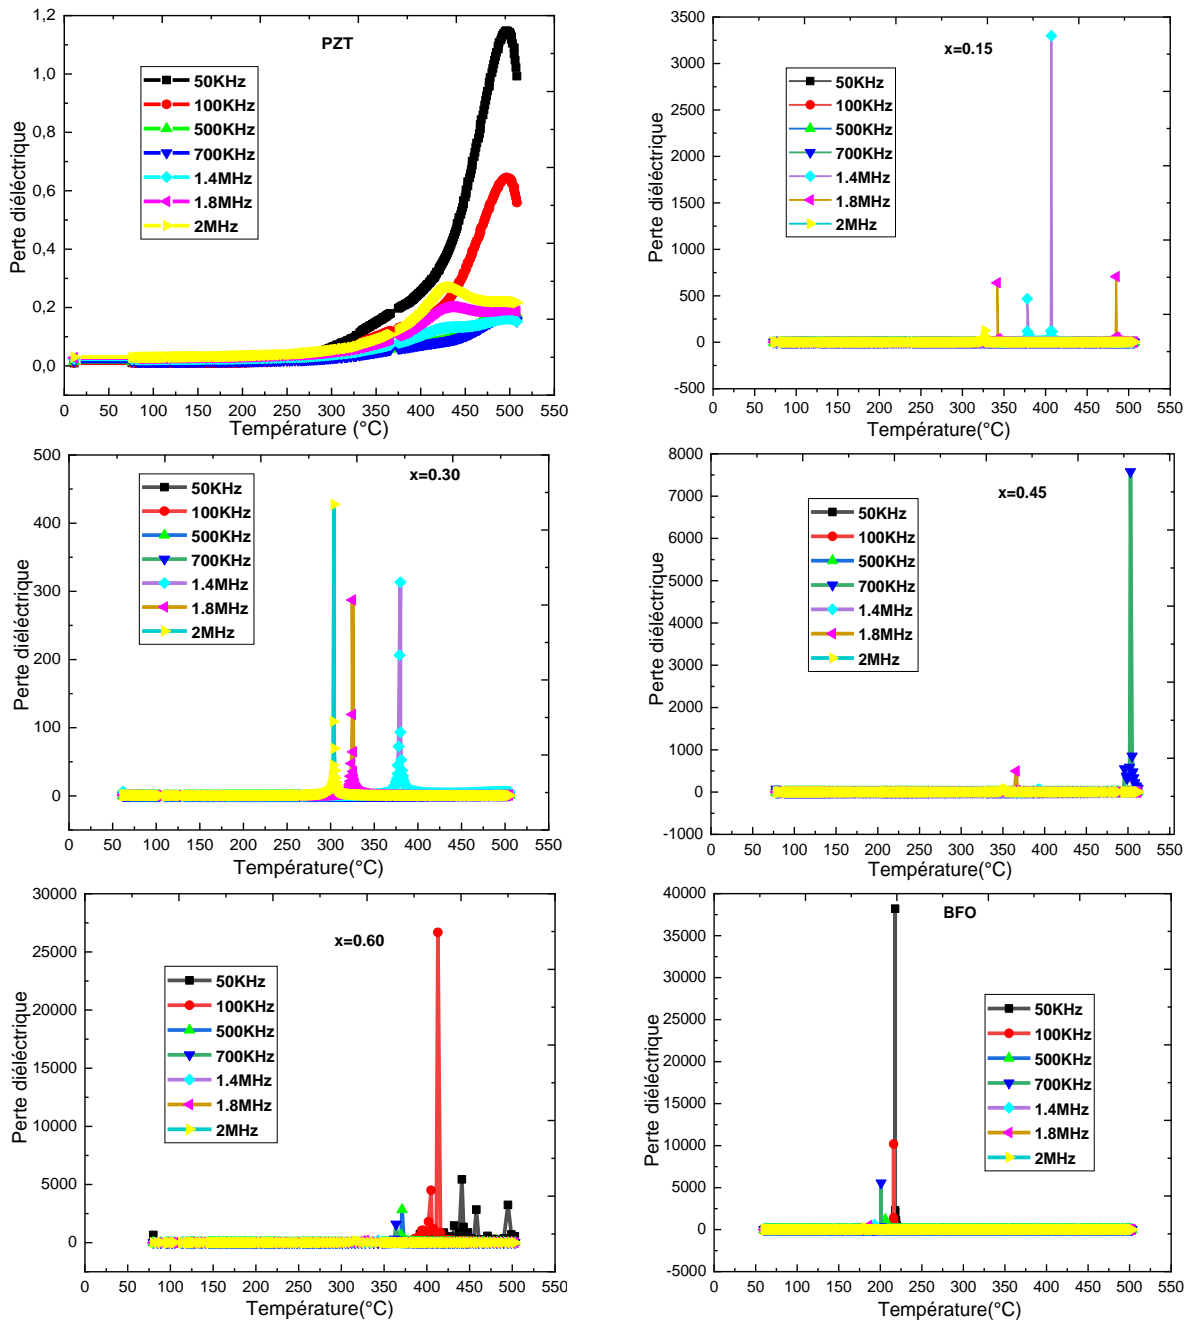 PZT
1,2
1,0
0,8
0,6
0,4
0,2
0,0
Perte diéléctrique
50KHz
100KHz
500KHz
700KHz
1.4MHz
1.8MHz
2MHz
0 50 100 150 200 250 300 350 400 450 500 550
Température (°C)
x=0.15
3500
3000
2500
2000
1500
1000
500
0
-500
Perte diéléctrique
50KHz
100KHz
500KHz
700KHz
1.4MHz
1.8MHz
2MHz
0 50 100 150 200 250 300 350 400 450 500 550
Température(°C)
x=0.30
500
400
300
200
100
0
Perte diéléctrique
50KHz
100KHz
500KHz
700KHz
1.4MHz
1.8MHz
2MHz
0 50 100 150 200 250 300 350 400 450 500 550
Température(°C)
x=0.45
8000
7000
6000
5000
4000
3000
2000
1000
0
-1000
Perte diéléctrique
50KHz
100KHz
500KHz
700KHz
1.4MHz
1.8MHz
2MHz
0 50 100 150 200 250 300 350 400 450 500 550
Température(°C)
x=0.60
30000
25000
20000
15000
10000
5000
0
Perte diéléctrique
50KHz
100KHz
500KHz
700KHz
1.4MHz
1.8MHz
2MHz
0 50 100 150 200 250 300 350 400 450 500 550
Température(°C)
BFO
40000
35000
30000
25000
20000
15000
10000
5000
0
-5000
Perte diéléctrique
50KHz
100KHz
500KHz
700KHz
1.4MHz
1.8MHz
2MHz
0 50 100 150 200 250 300 350 400 450 500 550
Température(°C)